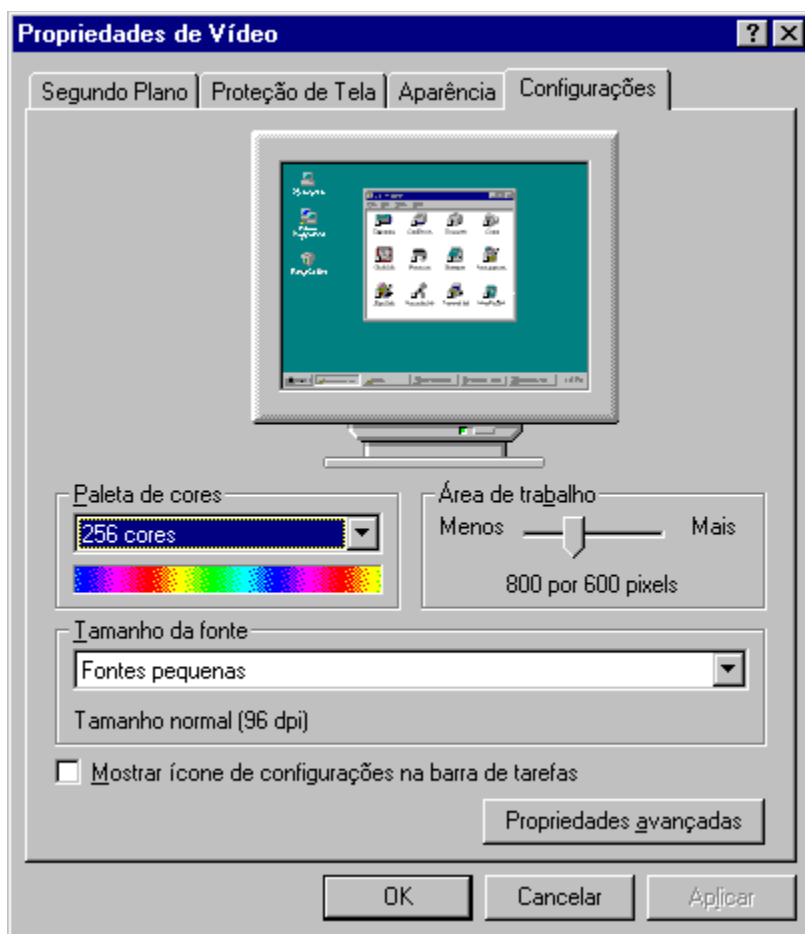 Propriedades de Vídeo
Segundo Plano Proteção de Tela Aparência Configurações
Paleta de cores
256 cores
Área de trabalho
Menos Mais
800 por 600 pixels
Tamanho da fonte
Fontes pequenas
Tamanho normal (96 dpi)
Mostrar ícone de configurações na barra de tarefas
Propriedades avançadas
OK Cancelar Aplicar